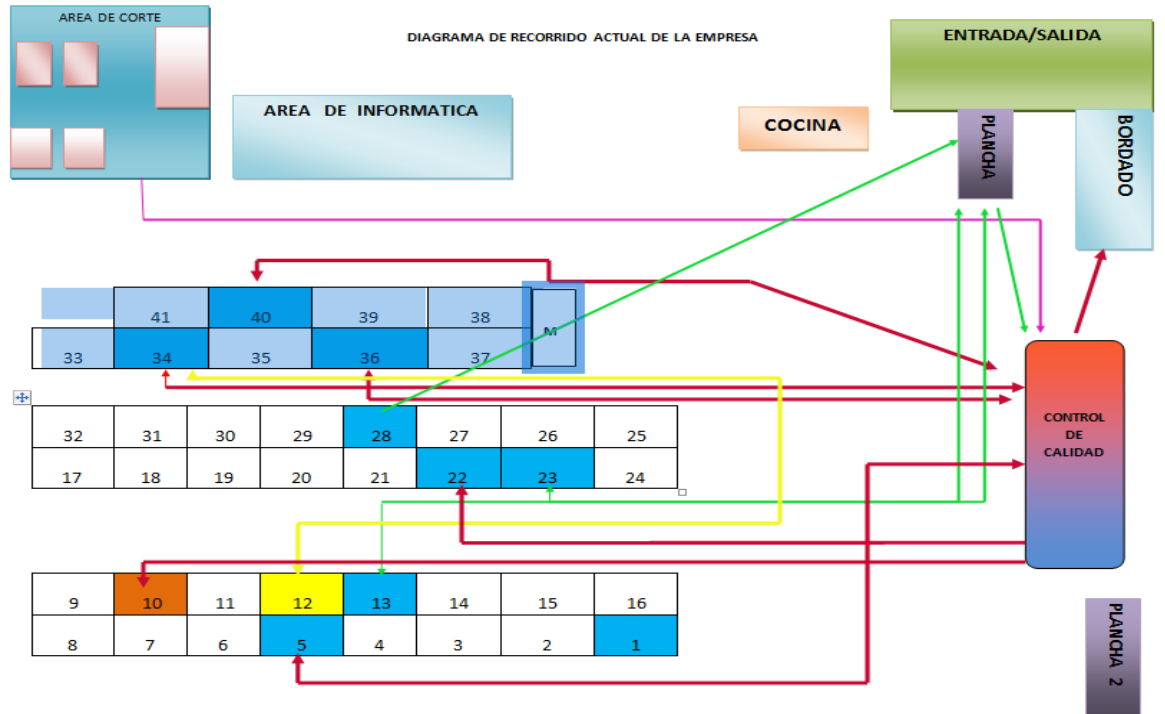 AREA DE CORTE
DIAGRAMA DE RECORRIDO ACTUAL DE LA EMPRESA
ENTRADA/SALIDA
AREA DE INFORMATICA
COCINA
PLANCHA
BORDADO
41 40 39 38
M
33 34 35 36 37
32 31 30 29 28 27 26 25
17 18 19 20 21 22 23 24
CONTROL
DE
CALIDAD
9 10 11 12 13 14 15 16
8 7 6 5 4 3 2 1
PLANCHA 2